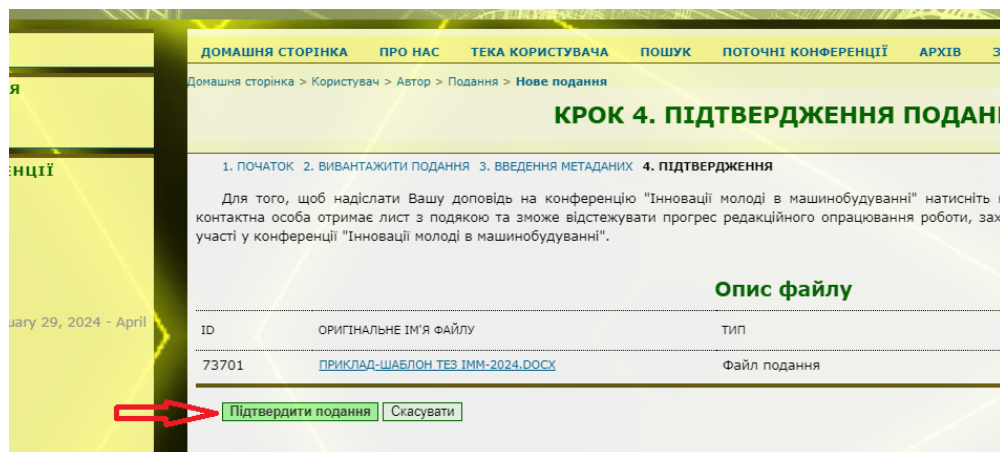 ДОМАШНЯ СТОРІНКА ПРО НАС ТЕКА КОРИСТУВАЧА ПОШУК ПОТОЧНІ КОНФЕРЕНЦІЇ АРХІВ
Домашня сторінка > Користувач > Автор > Подання > Нове подання
КРОК 4. ПІДТВЕРДЖЕННЯ
1. ПОЧАТОК 2. ВИВАНТАЖИТИ ПОДАННЯ 3. ВВЕДЕННЯ МЕТАДАНИХ 4. ПІДТВЕРДЖЕННЯ
Для того, щоб надіслати Вашу доповідь на конференцію "Інновації молоді в машинобудуванні" натисніть
контактна особа отримає лист з подякою та зможе відстежувати прогрес редакційного опрацювання роботи,
участі у конференції "Інновації молоді в машинобудуванні".
Опис файлу
29, 2024 - April
ID ОРИГІНАЛЬНЕ ІМ'Я ФАЙЛУ ТИП
73701 ПРИКЛАД-ШАБЛОН ТЕЗ ІММ-2024.DOCX Файл подання
Підтвердити подання Скасувати